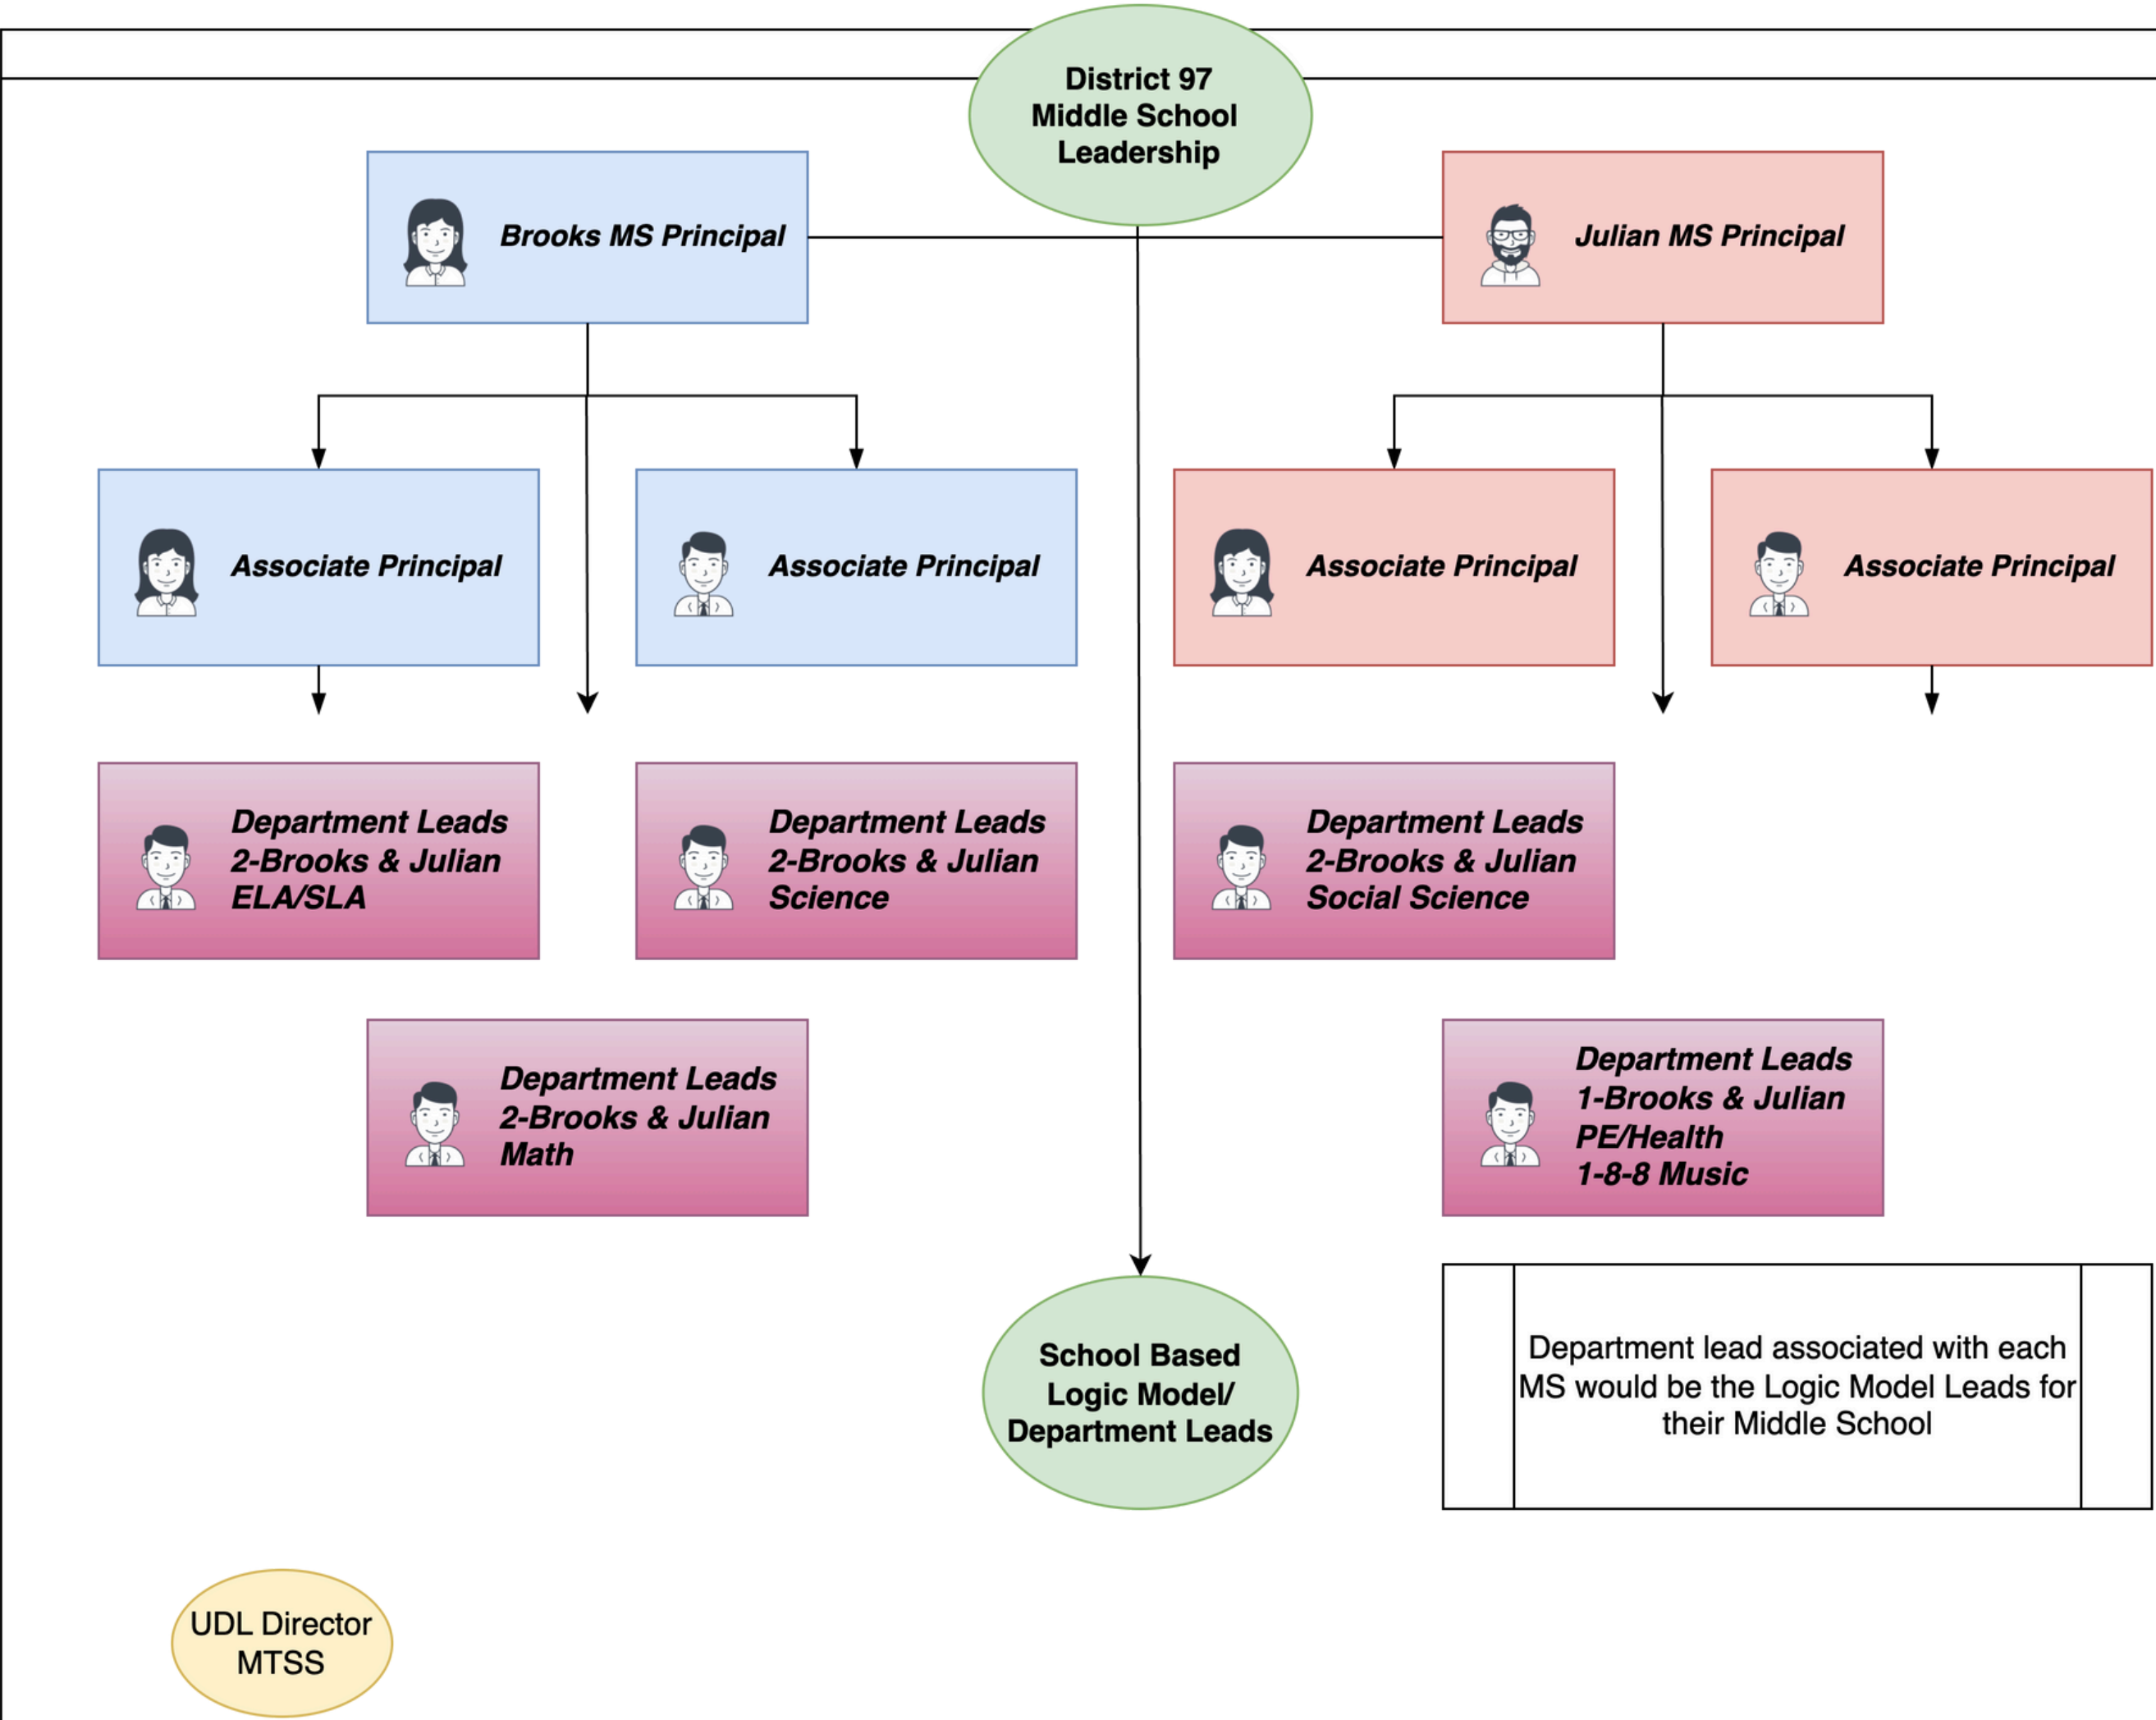 District 97
Middle School
Leadership
Brooks MS Principal
Julian MS Principal
Associate Principal
Associate Principal
Associate Principal
Associate Principal
Department Leads
2-Brooks & Julian
ELA/SLA
Department Leads
2-Brooks & Julian
Science
Department Leads
2-Brooks & Julian
Social Science
Department Leads
2-Brooks & Julian
Math
Department Leads
1-Brooks & Julian
PE/Health
1-8-8 Music
School Based
Logic Model/
Department Leads
Department lead associated with each
MS would be the Logic Model Leads for
their Middle School
UDL Director
MTSS